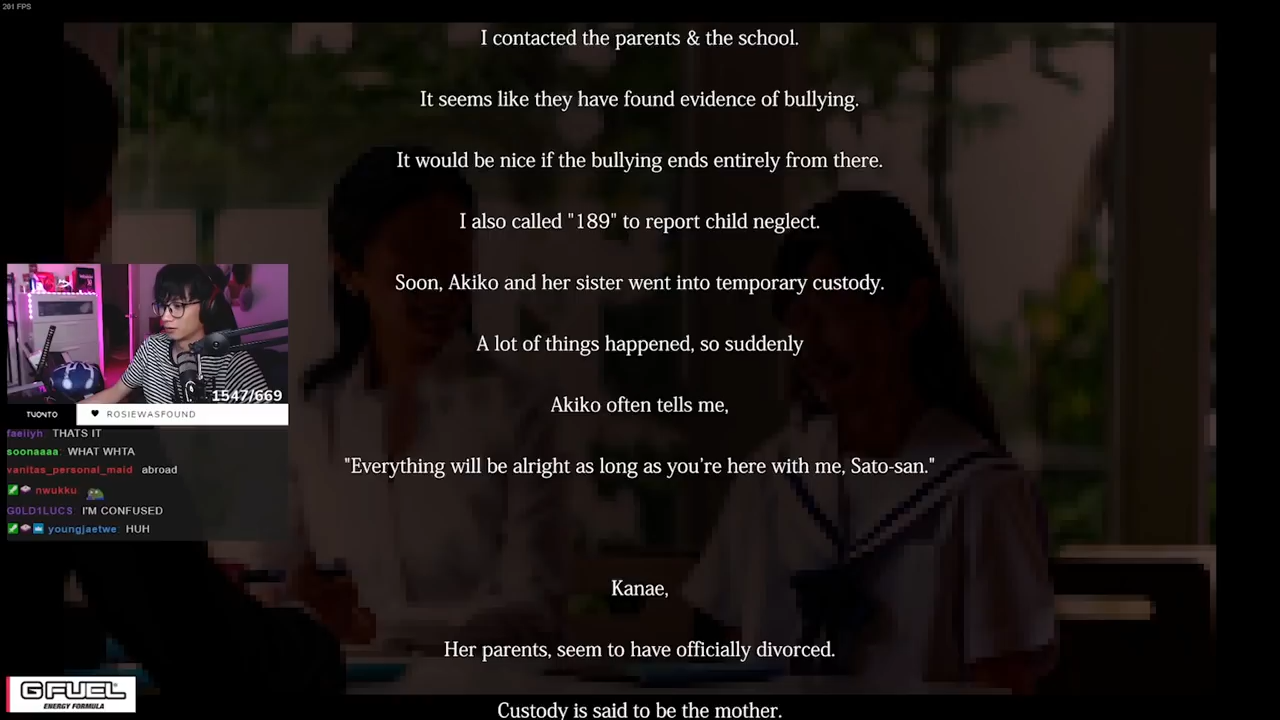 201 FPS
I contacted the parents & the school.
It seems like they have found evidence of bullying.
It would be nice if the bullying ends entirely from there.
I also called "189" to report child neglect.
Soon, Akiko and her sister went into temporary custody.
A lot of things happened, so suddenly
Akiko often tells me,
"Everything will be alright as long as you're here with me, Sato-san."
Kanae,
Her parents, seem to have officially divorced.
Custody is said to be the mother.
1547/669
TUONTO
ROSIEWASFOUND
faeliyh: THATS IT
soonaaaa: WHAT WHTA
vanitas_personal_maid abroad
nwukku:
G0LD1LUCS: I'M CONFUSED
youngjaetwe: HUH
G FUEL
ENERGY FORMULA